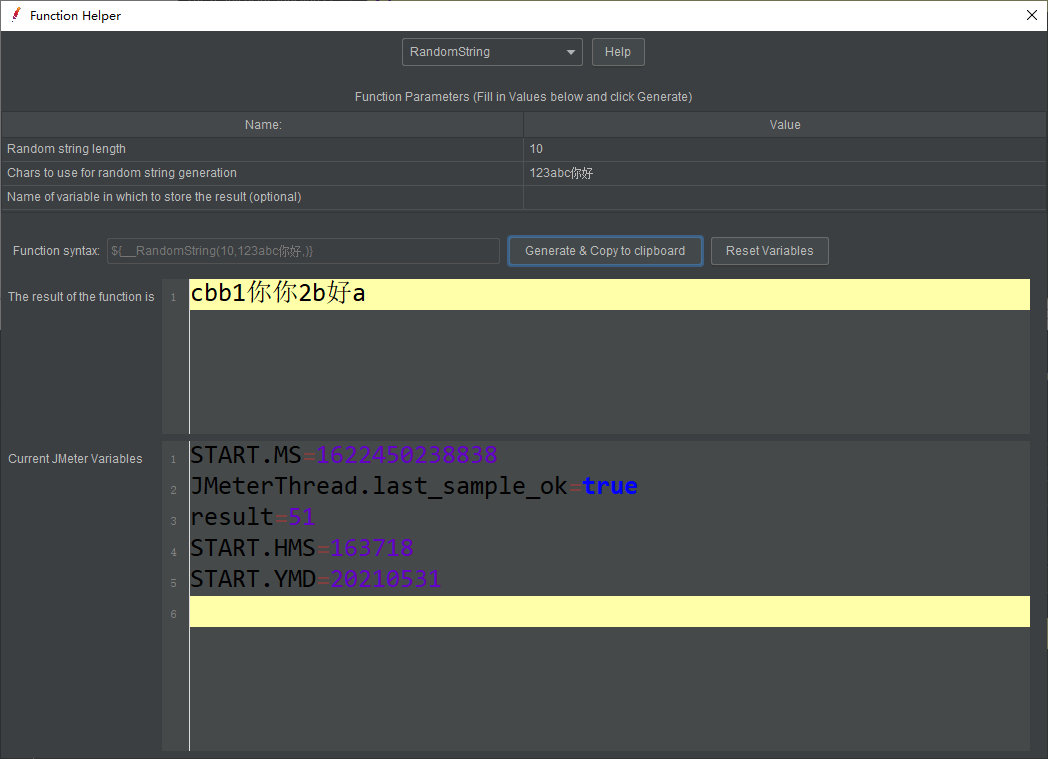 Function Helper
RandomString Help
Function Parameters (Fill in Values below and click Generate)
Name: Value
Random string length 10
Chars to use for random string generation 123abc你好
Name of variable in which to store the result (optional)
Function syntax: ${__RandomString(10,123abc你好,)} Generate & Copy to clipboard Reset Variables
The result of the function is 1 cbb1你你2b好a
Current JMeter Variables 1 START.MS=1622450238838
2 JMeterThread.last_sample_ok=true
3 result=51
4 START.HMS=163718
5 START.YMD=20210531
6